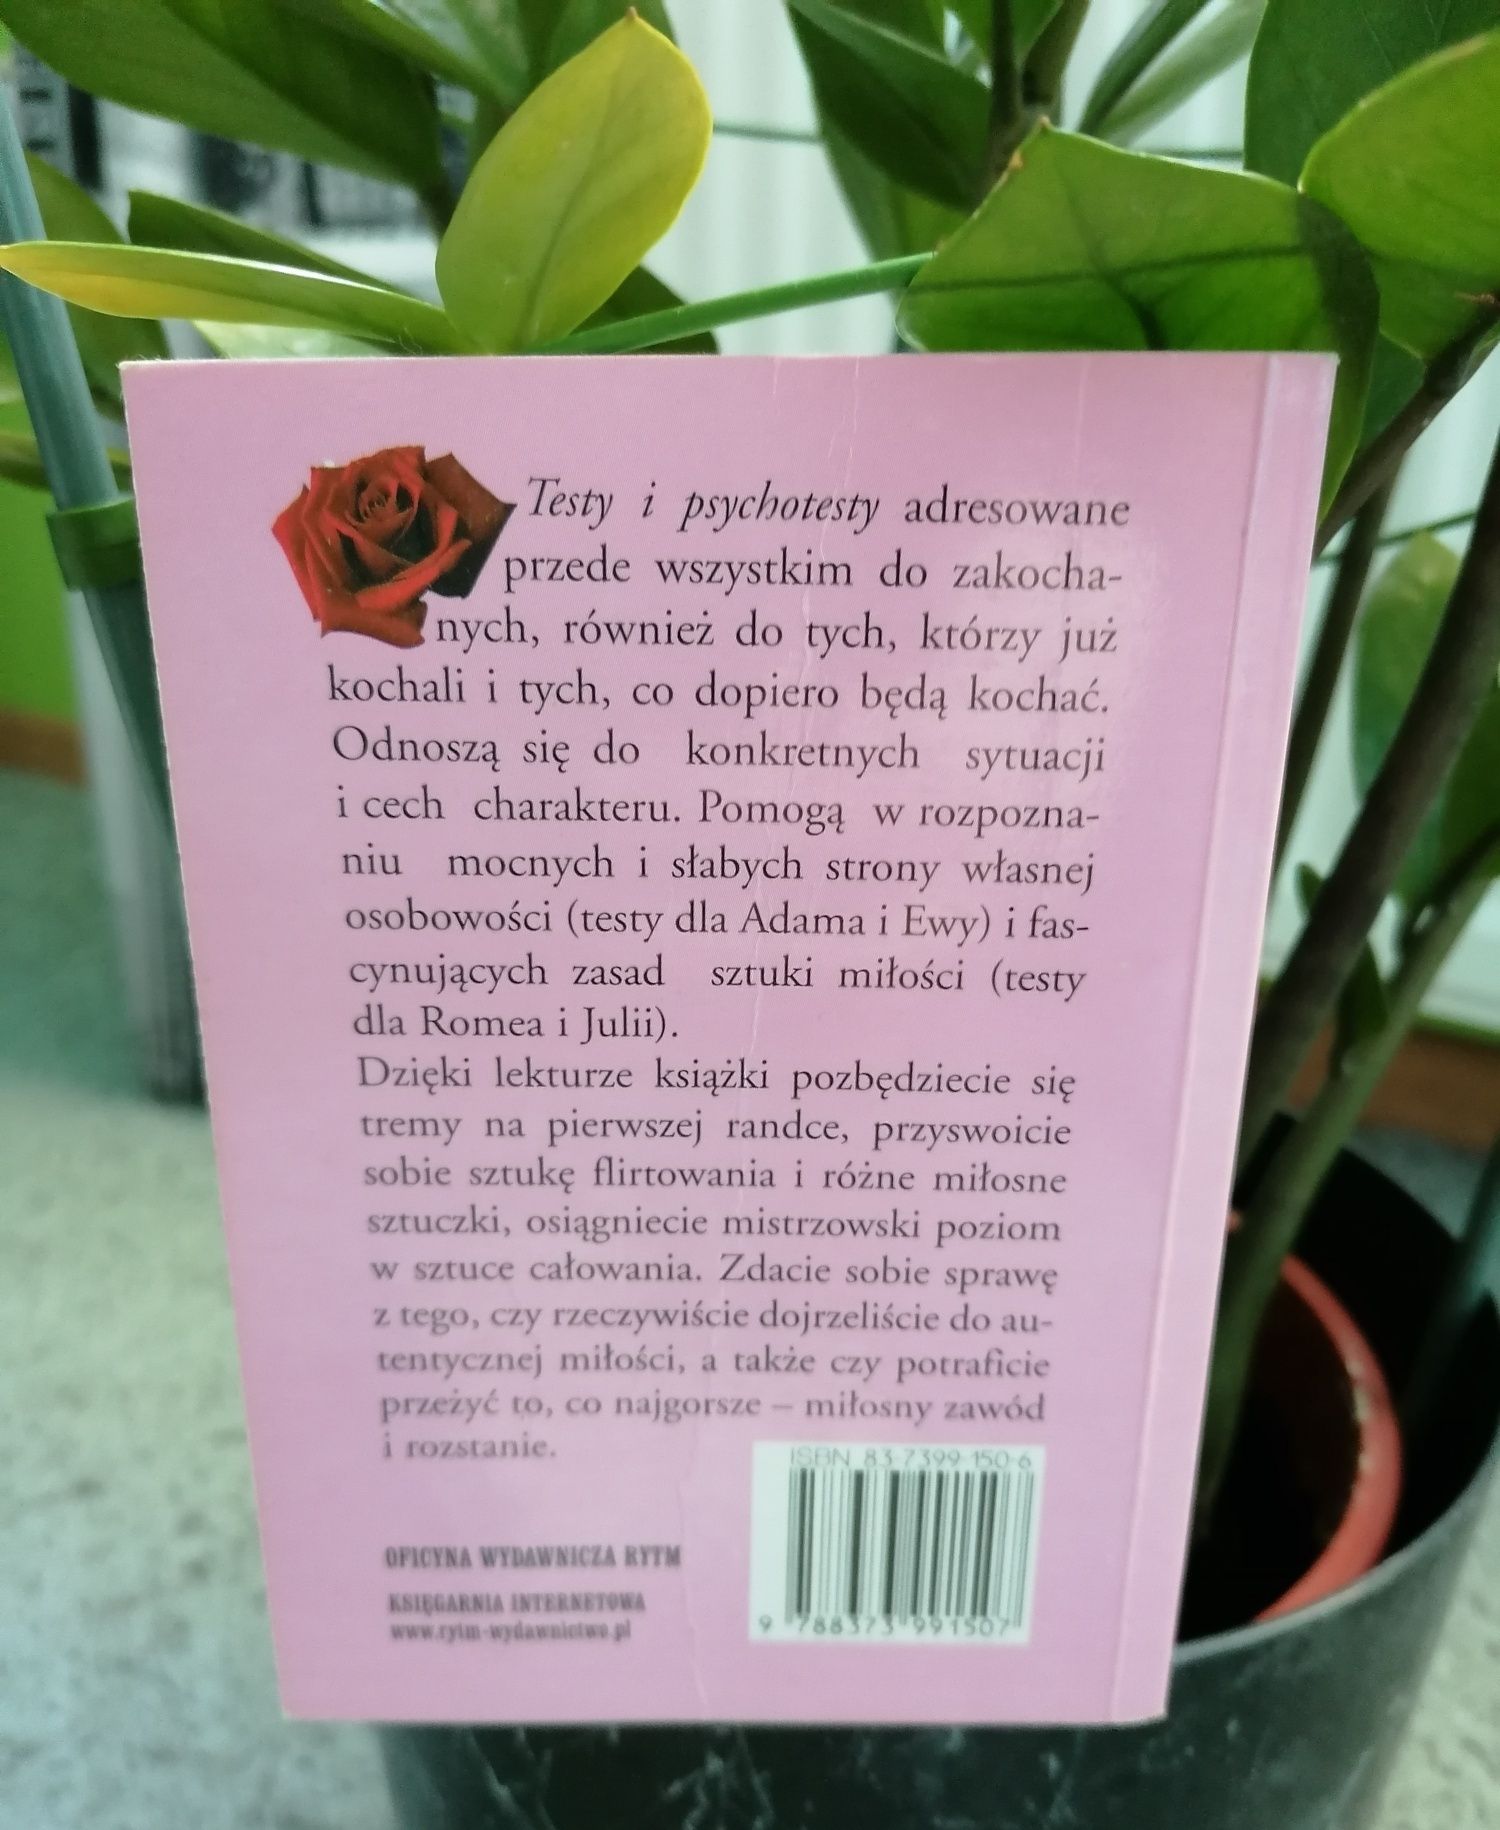 Testy i psychotesty adresowane
przede wszystkim do zakocha-
nych, również do tych, którzy już
kochali i tych, co dopiero będą kochać.
Odnoszą się do konkretnych sytuacji
i cech charakteru. Pomogą w rozpozna-
niu mocnych i słabych strony własnej
osobowości (testy dla Adama i Ewy) i fas-
cynujących zasad sztuki miłości (testy
dla Romea i Julii).
Dzięki lekturze książki pozbędziecie się
tremy na pierwszej randce, przyswoicie
sobie sztukę flirtowania i różne miłosne
sztuczki, osiągniecie mistrzowski poziom
w sztuce całowania. Zdacie sobie sprawę
z tego, czy rzeczywiście dojrzeliście do au-
tentycznej miłości, a także czy potraficie
przeżyć to, co najgorsze – miłosny zawód
i rozstanie.
ISBN 83-7399-150-6
9 788373 991507
OFICYNA WYDAWNICZA RYTM
KSIĘGARNIA INTERNETOWA
www.rytm-wydawnictwo.pl